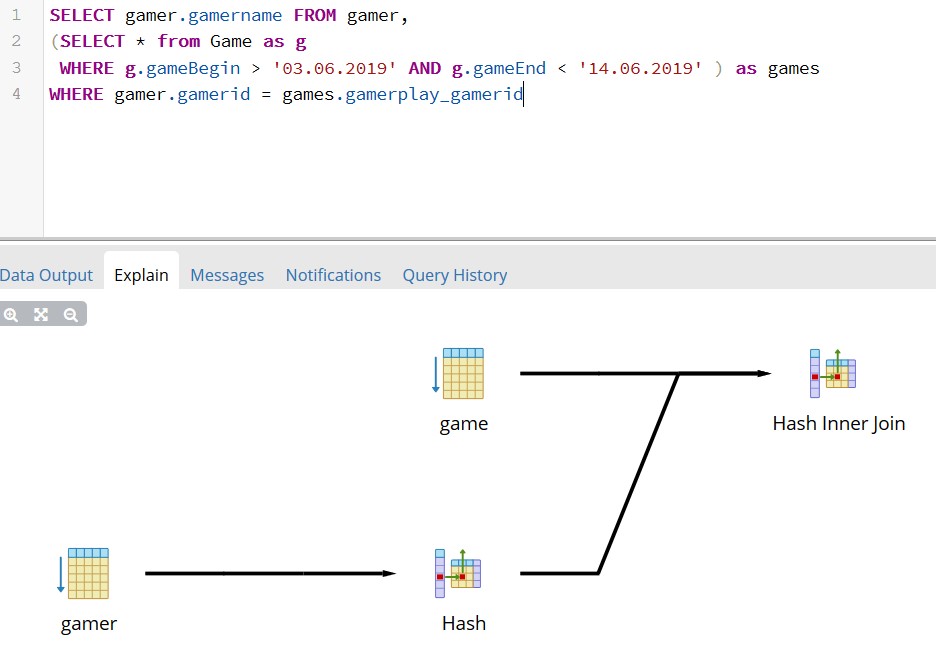 1 SELECT gamer.gamername FROM gamer,
2 (SELECT * from Game as g
3 WHERE g.gameBegin > '03.06.2019' AND g.gameEnd < '14.06.2019' ) as games
4 WHERE gamer.gamerid = games.gamerplay_gamerid
Data Output Explain Messages Notifications Query History
game
Hash Inner Join
gamer
Hash